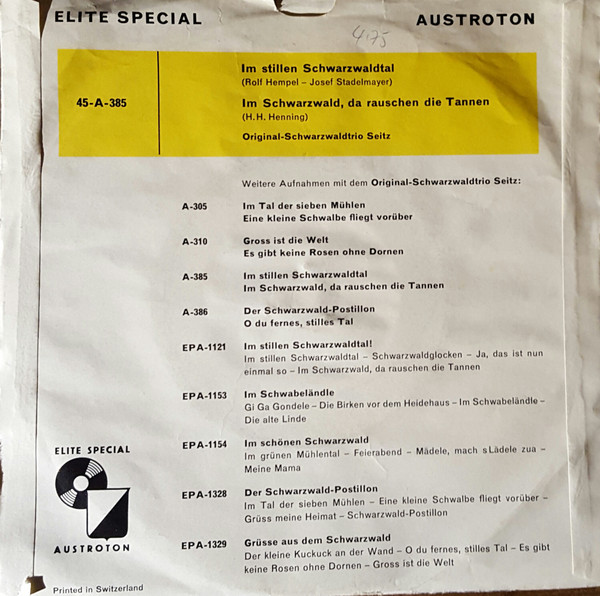 ELITE SPECIAL
AUSTROTON
4.75
45-A-385
Im stillen Schwarzwaldtal
(Rolf Hempel – Josef Stadelmayer)
Im Schwarzwald, da rauschen die Tannen
(H. H. Henning)
Original-Schwarzwaldtrio Seitz
Weitere Aufnahmen mit dem Original-Schwarzwaldtrio Seitz:
A-305 Im Tal der sieben Mühlen
Eine kleine Schwalbe fliegt vorüber
A-310 Gross ist die Welt
Es gibt keine Rosen ohne Dornen
A-385 Im stillen Schwarzwaldtal
Im Schwarzwald, da rauschen die Tannen
A-386 Der Schwarzwald-Postillon
O du fernes, stilles Tal
EPA-1121 Im stillen Schwarzwaldtal!
Im stillen Schwarzwaldtal – Schwarzwaldglocken – Ja, das ist nun
einmal so – Im Schwarzwald, da rauschen die Tannen
EPA-1153 Im Schwabeländle
Gi Ga Gondele – Die Birken vor dem Heidehaus – Im Schwabeländle –
Die alte Linde
EPA-1154 Im schönen Schwarzwald
Im grünen Mühlental – Feierabend – Mädele, mach s Lädele zua –
Meine Mama
EPA-1328 Der Schwarzwald-Postillon
Im Tal der sieben Mühlen – Eine kleine Schwalbe fliegt vorüber –
Grüss meine Heimat – Schwarzwald-Postillon
EPA-1329 Grüsse aus dem Schwarzwald
Der kleine Kuckuck an der Wand – O du fernes, stilles Tal – Es gibt
keine Rosen ohne Dornen – Gross ist die Welt
ELITE SPECIAL
AUSTROTON
Printed in Switzerland